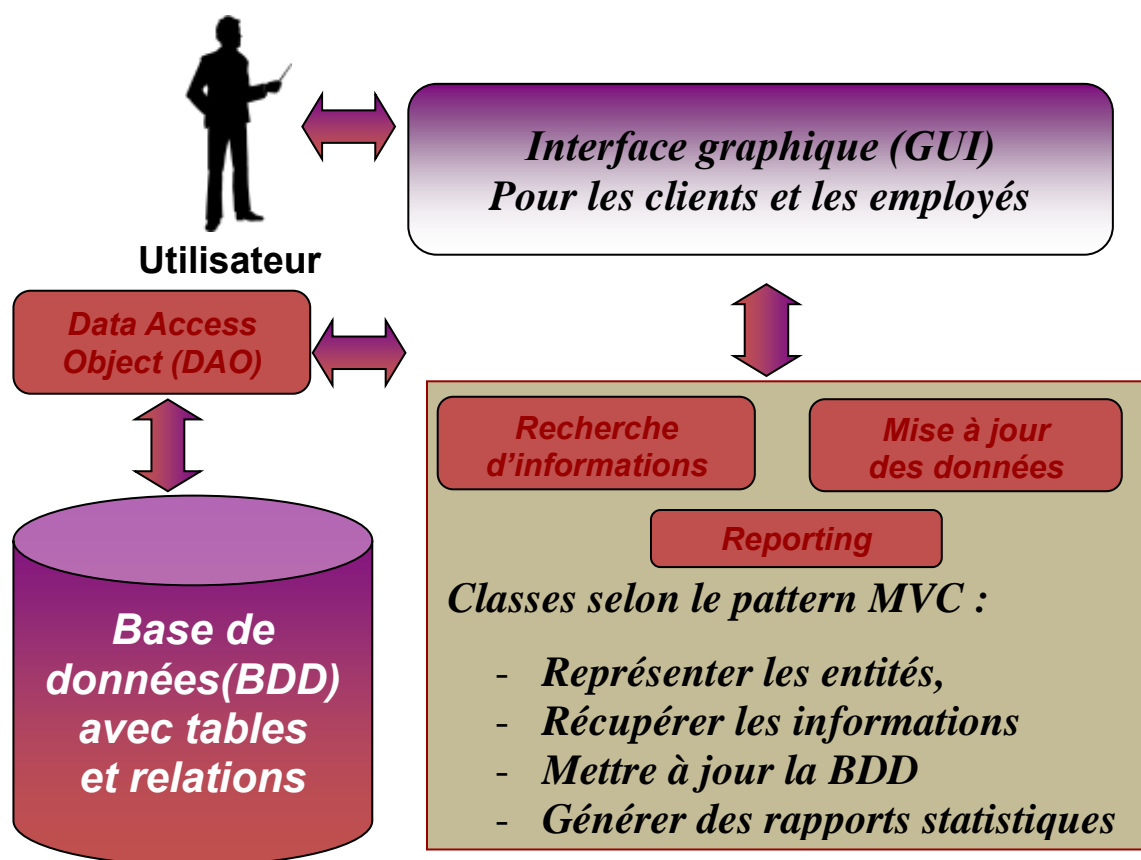 Interface graphique (GUI)
Pour les clients et les employés
Utilisateur
Data Access
Object (DAO)
Recherche
d’informations
Mise à jour
des données
Reporting
Classes selon le pattern MVC :
- Représenter les entités,
- Récupérer les informations
- Mettre à jour la BDD
- Générer des rapports statistiques
Base de
données(BDD)
avec tables
et relations